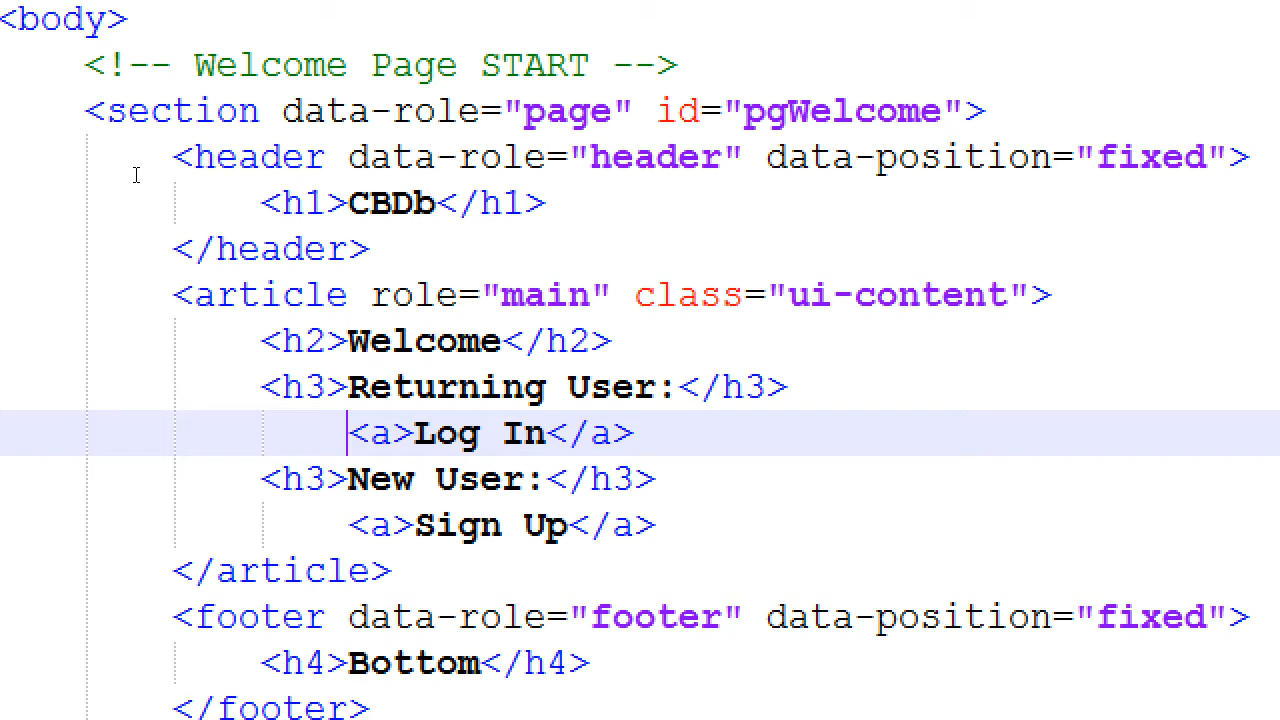 <body>
<!-- Welcome Page START -->
<section data-role="page" id="pgWelcome">
<header data-role="header" data-position="fixed">
<h1>CBDb</h1>
</header>
<article role="main" class="ui-content">
<h2>Welcome</h2>
<h3>Returning User:</h3>
<a>Log In</a>
<h3>New User:</h3>
<a>Sign Up</a>
</article>
<footer data-role="footer" data-position="fixed">
<h4>Bottom</h4>
</footer>